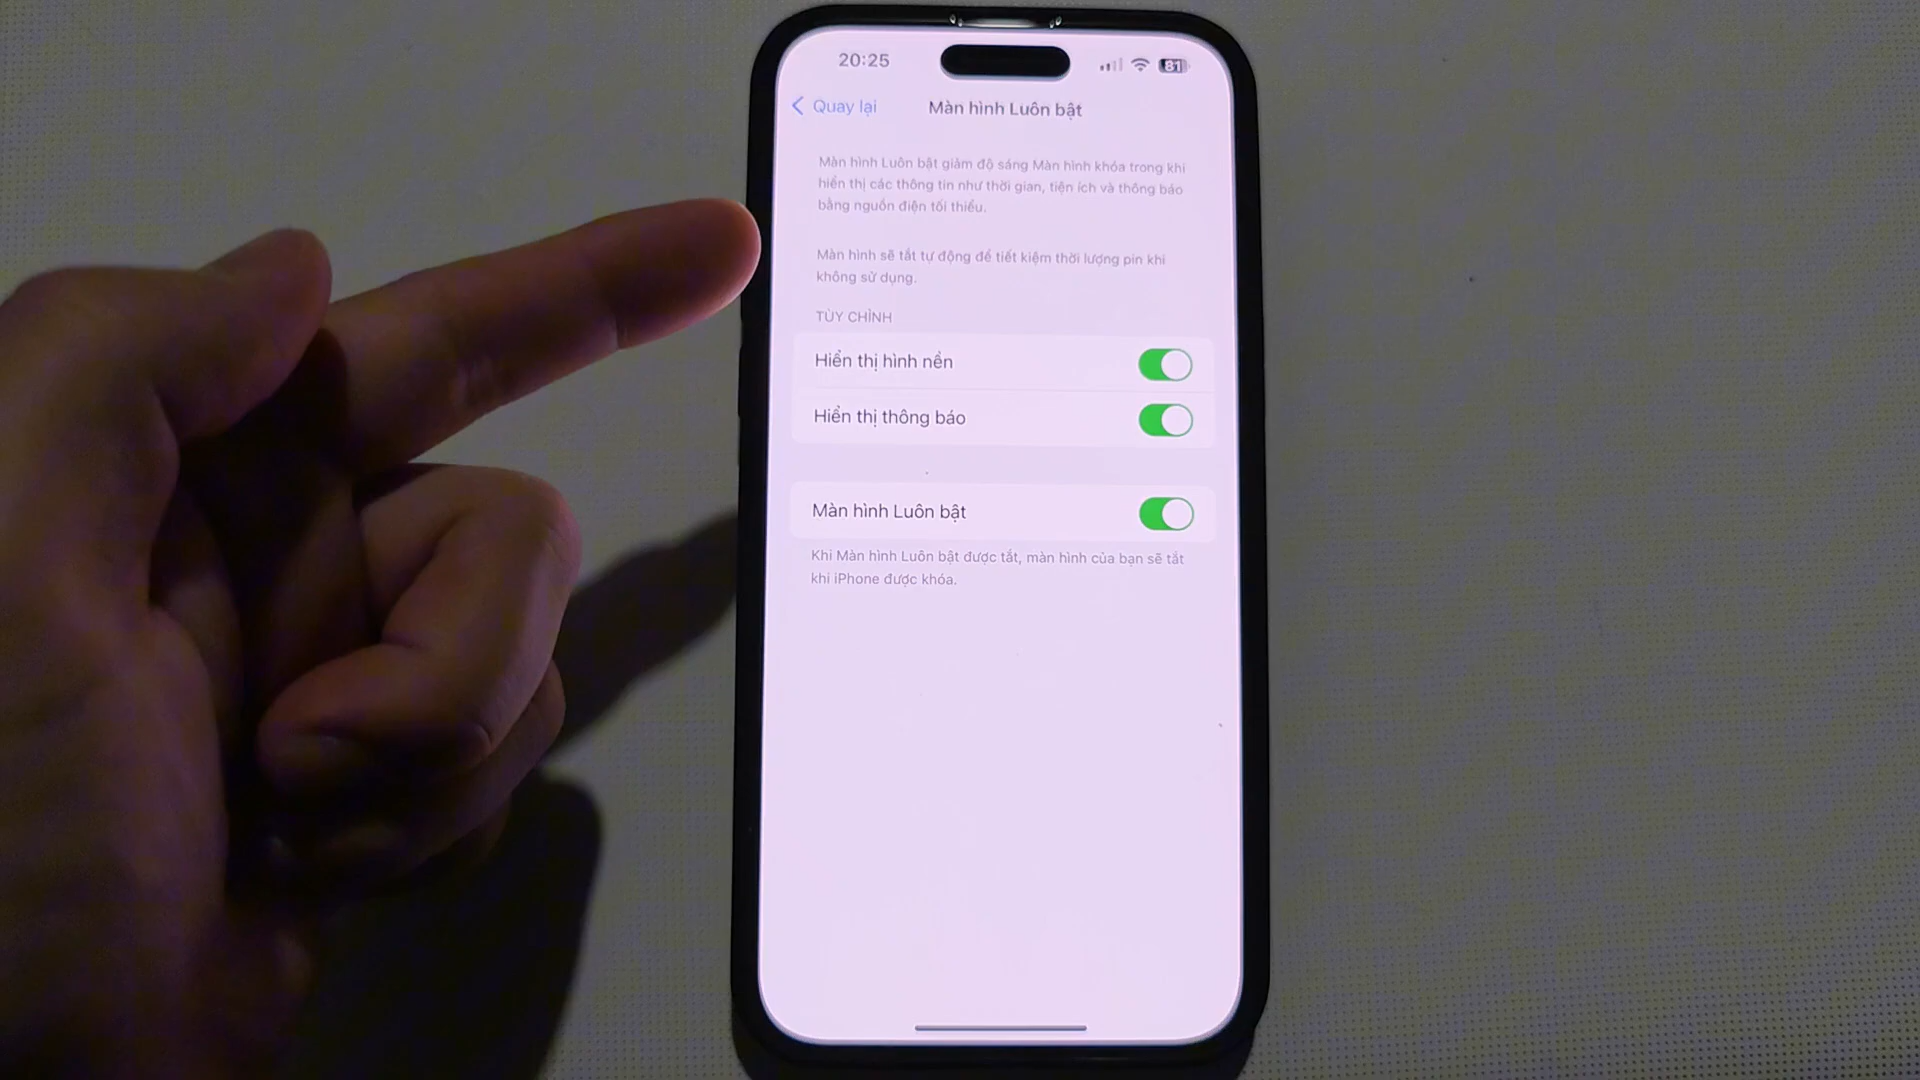 20:25
81
Quay lại
Màn hình Luôn bật
Màn hình Luôn bật giảm độ sáng Màn hình khóa trong khi
hiển thị các thông tin như thời gian, tiện ích và thông báo
bằng nguồn điện tối thiểu.
Màn hình sẽ tắt tự động để tiết kiệm thời lượng pin khi
không sử dụng.
TÙY CHỈNH
Hiển thị hình nền
Hiển thị thông báo
Màn hình Luôn bật
Khi Màn hình Luôn bật được tắt, màn hình của bạn sẽ tắt
khi iPhone được khóa.